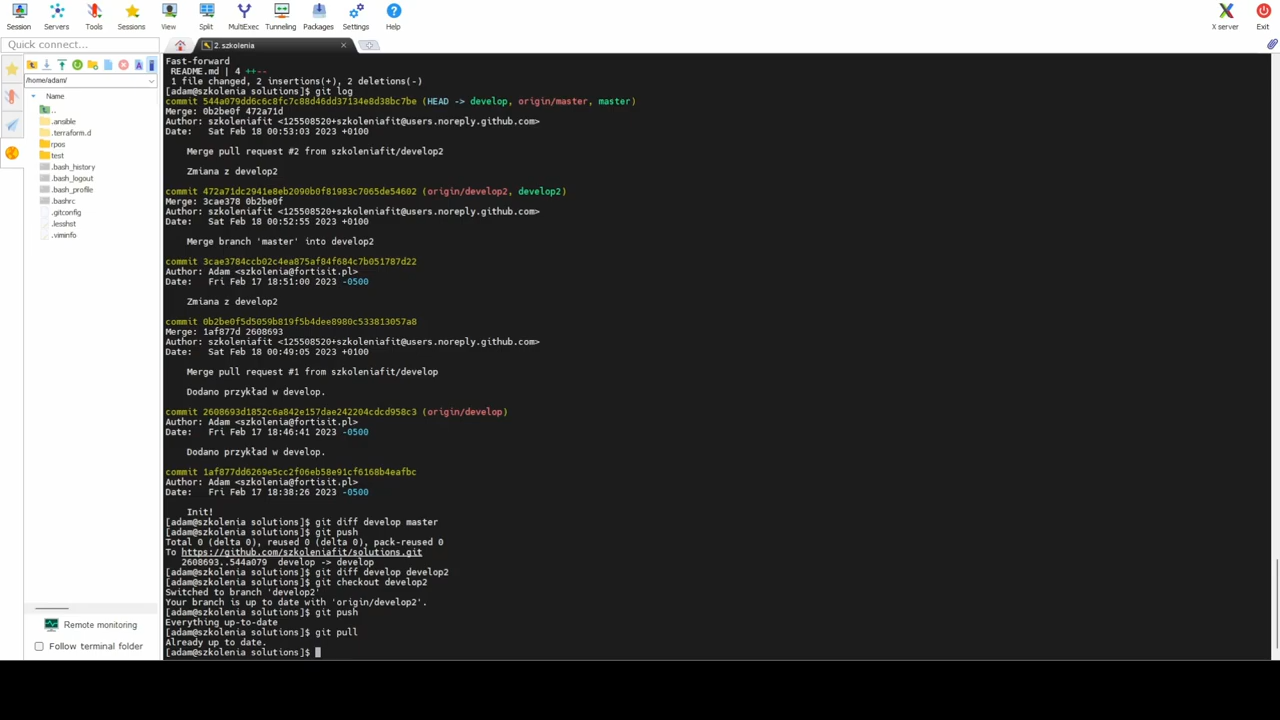 Session
Servers
Tools
Sessions
View
Split
MultiExec
Tunneling
Packages
Settings
Help
X server
Exit
Quick connect...
2. szkolenia
/home/adam/
Name
..
.ansible
.terraform.d
rpos
test
.bash_history
.bash_logout
.bash_profile
.bashrc
.gitconfig
.lesshst
.viminfo
Remote monitoring
Follow terminal folder
Fast-forward
README.md | 4 ++--
1 file changed, 2 insertions(+), 2 deletions(-)
[adam@szkolenia solutions]$ git log
commit 544a079dd6c6c8fc7c88d46dd37134e8d38bc7be (HEAD -> develop, origin/master, master)
Merge: 0b2be0f 472a71d
Author: szkoleniafit <125508520+szkoleniafit@users.noreply.github.com>
Date:   Sat Feb 18 00:53:03 2023 +0100
Merge pull request #2 from szkoleniafit/develop2
Zmiana z develop2
commit 472a71dc2941e8eb2090b0f81983c7065de54602 (origin/develop2, develop2)
Merge: 3cae378 0b2be0f
Author: szkoleniafit <125508520+szkoleniafit@users.noreply.github.com>
Date:   Sat Feb 18 00:52:55 2023 +0100
Merge branch 'master' into develop2
commit 3cae3784ccb02c4ea875af84f684c7b051787d22
Author: Adam <szkolenia@fortisit.pl>
Date:   Fri Feb 17 18:51:00 2023 -0500
Zmiana z develop2
commit 0b2be0f5d5059b819f5b4dee8980c533813057a8
Merge: 1af877d 2608693
Author: szkoleniafit <125508520+szkoleniafit@users.noreply.github.com>
Date:   Sat Feb 18 00:49:05 2023 +0100
Merge pull request #1 from szkoleniafit/develop
Dodano przykład w develop.
commit 2608693d1852c6a842e157dae242204cdcd958c3 (origin/develop)
Author: Adam <szkolenia@fortisit.pl>
Date:   Fri Feb 17 18:46:41 2023 -0500
Dodano przykład w develop.
commit 1af877dd6269e5cc2f06eb58e91cf6168b4eafbc
Author: Adam <szkolenia@fortisit.pl>
Date:   Fri Feb 17 18:38:26 2023 -0500
Init!
[adam@szkolenia solutions]$ git diff develop master
[adam@szkolenia solutions]$ git push
Total 0 (delta 0), reused 0 (delta 0), pack-reused 0
To https://github.com/szkoleniafit/solutions.git
2608693..544a079  develop -> develop
[adam@szkolenia solutions]$ git diff develop develop2
[adam@szkolenia solutions]$ git checkout develop2
Switched to branch 'develop2'
Your branch is up to date with 'origin/develop2'.
[adam@szkolenia solutions]$ git push
Everything up-to-date
[adam@szkolenia solutions]$ git pull
Already up to date.
[adam@szkolenia solutions]$